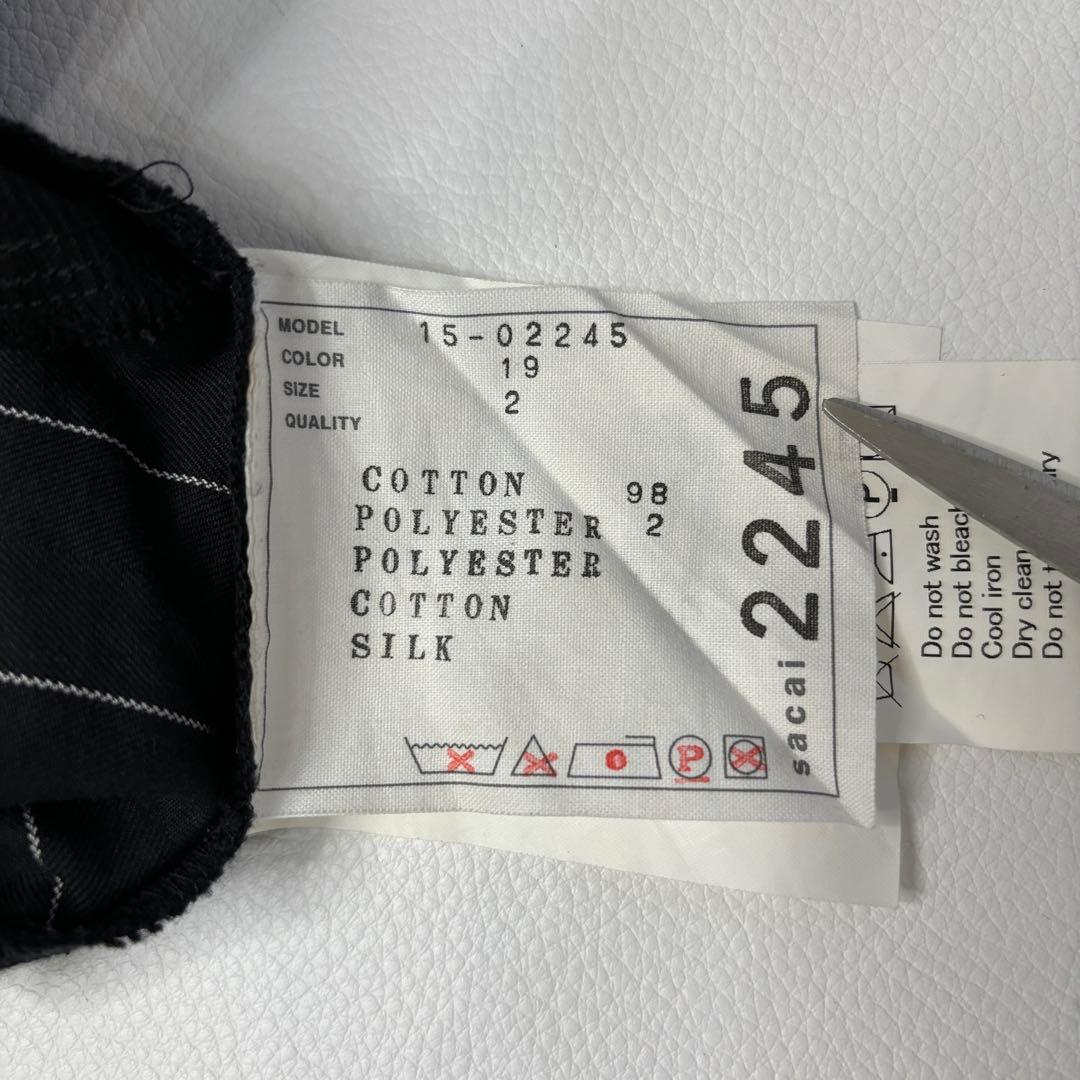 MODEL 15-02245
COLOR 19
SIZE 2
QUALITY
COTTON 98
POLYESTER 2
POLYESTER
COTTON
SILK
P
sacai 2245
P
Do not wash
Do not bleac
Cool iron
Dry clean
Do not